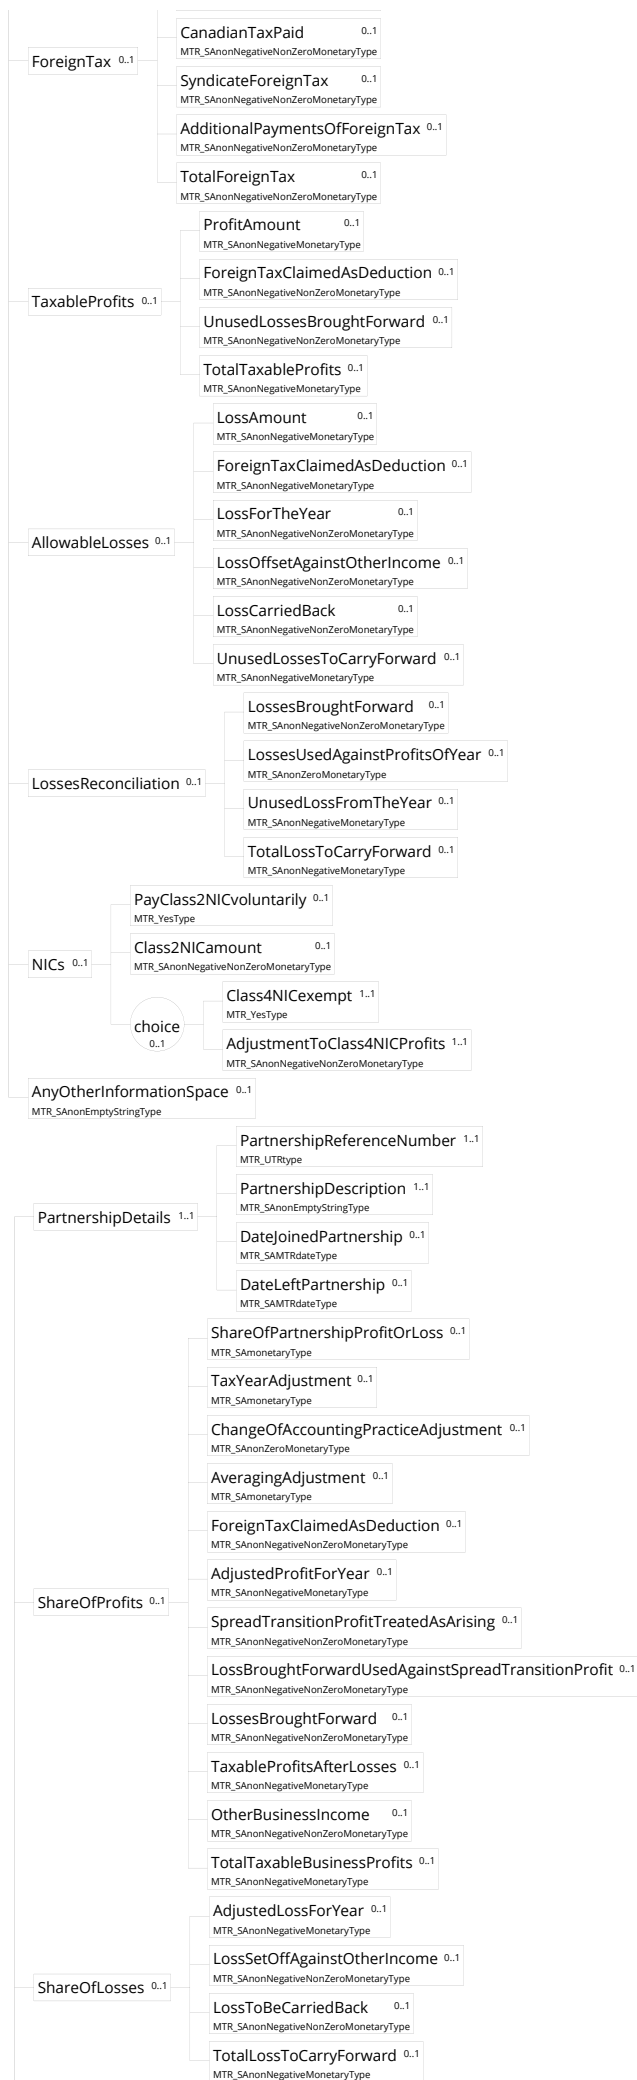 CanadianTaxPaid 0..1
MTR_SAnonNegativeNonZeroMonetaryType
ForeignTax 0..1
SyndicateForeignTax 0..1
MTR_SAnonNegativeNonZeroMonetaryType
AdditionalPaymentsOfForeignTax 0..1
MTR_SAnonNegativeNonZeroMonetaryType
TotalForeignTax 0..1
MTR_SAnonNegativeNonZeroMonetaryType
ProfitAmount 0..1
MTR_SAnonNegativeMonetaryType
ForeignTaxClaimedAsDeduction 0..1
MTR_SAnonNegativeNonZeroMonetaryType
TaxableProfits 0..1
UnusedLossesBroughtForward 0..1
MTR_SAnonNegativeNonZeroMonetaryType
TotalTaxableProfits 0..1
MTR_SAnonNegativeMonetaryType
LossAmount 0..1
MTR_SAnonNegativeMonetaryType
ForeignTaxClaimedAsDeduction 0..1
MTR_SAnonNegativeMonetaryType
LossForTheYear 0..1
MTR_SAnonNegativeNonZeroMonetaryType
AllowableLosses 0..1
LossOffsetAgainstOtherIncome 0..1
MTR_SAnonNegativeNonZeroMonetaryType
LossCarriedBack 0..1
MTR_SAnonNegativeNonZeroMonetaryType
UnusedLossesToCarryForward 0..1
MTR_SAnonNegativeMonetaryType
LossesBroughtForward 0..1
MTR_SAnonNegativeNonZeroMonetaryType
LossesUsedAgainstProfitsOfYear 0..1
MTR_SAnonZeroMonetaryType
LossesReconciliation 0..1
UnusedLossFromTheYear 0..1
MTR_SAnonNegativeMonetaryType
TotalLossToCarryForward 0..1
MTR_SAnonNegativeMonetaryType
PayClass2NICvoluntarily 0..1
MTR_YesType
Class2NICamount 0..1
MTR_SAnonNegativeNonZeroMonetaryType
NICs 0..1
Class4NICexempt 1..1
MTR_YesType
choice
0..1
AdjustmentToClass4NICProfits 1..1
MTR_SAnonNegativeNonZeroMonetaryType
AnyOtherInformationSpace 0..1
MTR_SAnonEmptyStringType
PartnershipReferenceNumber 1..1
MTR_UTRtype
PartnershipDescription 1..1
MTR_SAnonEmptyStringType
PartnershipDetails 1..1
DateJoinedPartnership 0..1
MTR_SAMTRdateType
DateLeftPartnership 0..1
MTR_SAMTRdateType
ShareOfPartnershipProfitOrLoss 0..1
MTR_SAmonetaryType
TaxYearAdjustment 0..1
MTR_SAmonetaryType
ChangeOfAccountingPracticeAdjustment 0..1
MTR_SAnonZeroMonetaryType
AveragingAdjustment 0..1
MTR_SAmonetaryType
ForeignTaxClaimedAsDeduction 0..1
MTR_SAnonNegativeNonZeroMonetaryType
AdjustedProfitForYear 0..1
MTR_SAnonNegativeMonetaryType
ShareOfProfits 0..1
SpreadTransitionProfitTreatedAsArising 0..1
MTR_SAnonNegativeNonZeroMonetaryType
LossBroughtForwardUsedAgainstSpreadTransitionProfit 0..1
MTR_SAnonNegativeNonZeroMonetaryType
LossesBroughtForward 0..1
MTR_SAnonNegativeNonZeroMonetaryType
TaxableProfitsAfterLosses 0..1
MTR_SAnonNegativeMonetaryType
OtherBusinessIncome 0..1
MTR_SAnonNegativeNonZeroMonetaryType
TotalTaxableBusinessProfits 0..1
MTR_SAnonNegativeMonetaryType
AdjustedLossForYear 0..1
MTR_SAnonNegativeMonetaryType
LossSetOffAgainstOtherIncome 0..1
MTR_SAnonNegativeNonZeroMonetaryType
ShareOfLosses 0..1
LossToBeCarriedBack 0..1
MTR_SAnonNegativeNonZeroMonetaryType
TotalLossToCarryForward 0..1
MTR_SAnonNegativeMonetaryType